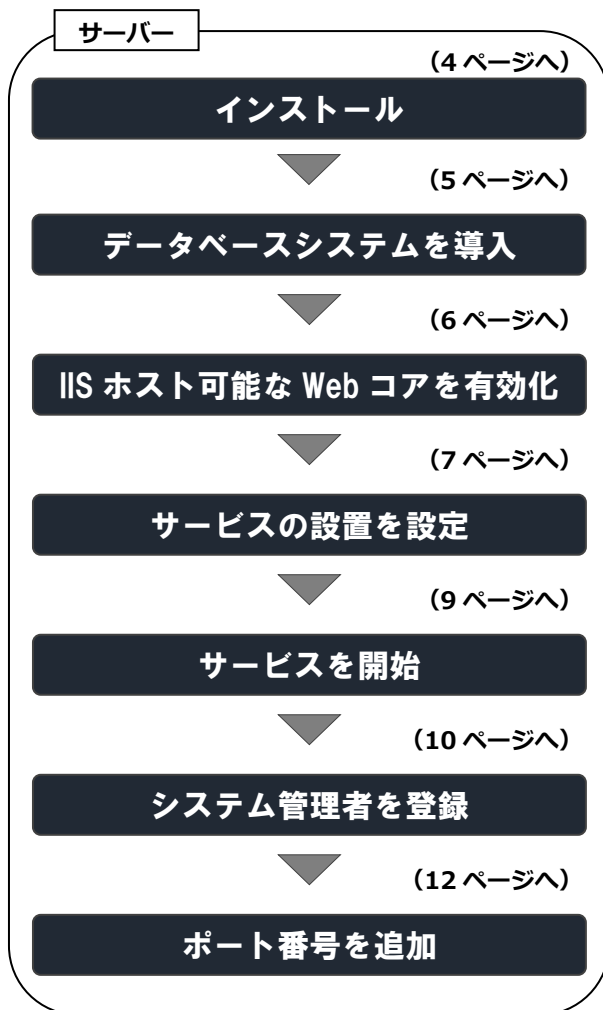 サーバー
（4 ページへ）
インストール
（5 ページへ）
データベースシステムを導入
（6 ページへ）
IIS ホスト可能な Web コアを有効化
（7 ページへ）
サービスの設置を設定
（9 ページへ）
サービスを開始
（10 ページへ）
システム管理者を登録
（12 ページへ）
ポート番号を追加